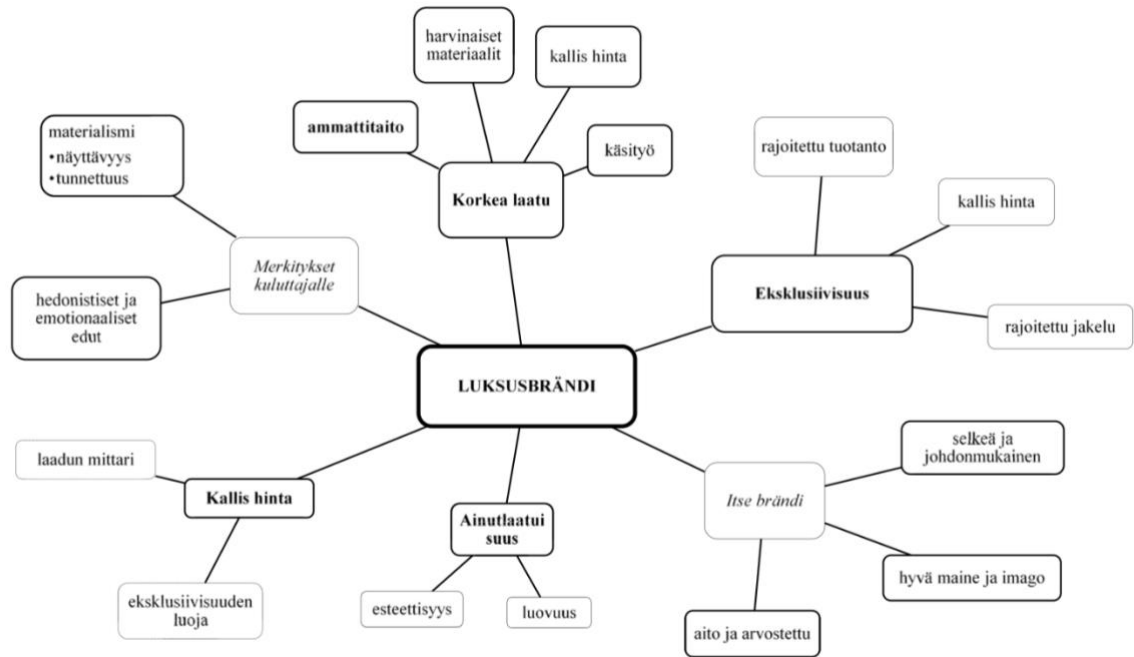 harvinaiset
materiaalit
kallis hinta
ammattitaito
käsityö
Korkea laatu
materialismi
•näyttävyys
•tunnettuus
Merkitykset
kuluttajalle
hedonistiset ja
emotionaaliset
edut
rajoitettu tuotanto
kallis hinta
Eksklusiivisuus
rajoitettu jakelu
LUKSUSBRÄNDI
laadun mittari
Kallis hinta
eksklusiivisuuden
luoja
Ainutlaatui
suus
esteettisyys
luovuus
selkeä ja
johdonmukainen
Itse brändi
hyvä maine ja imago
aito ja arvostettu